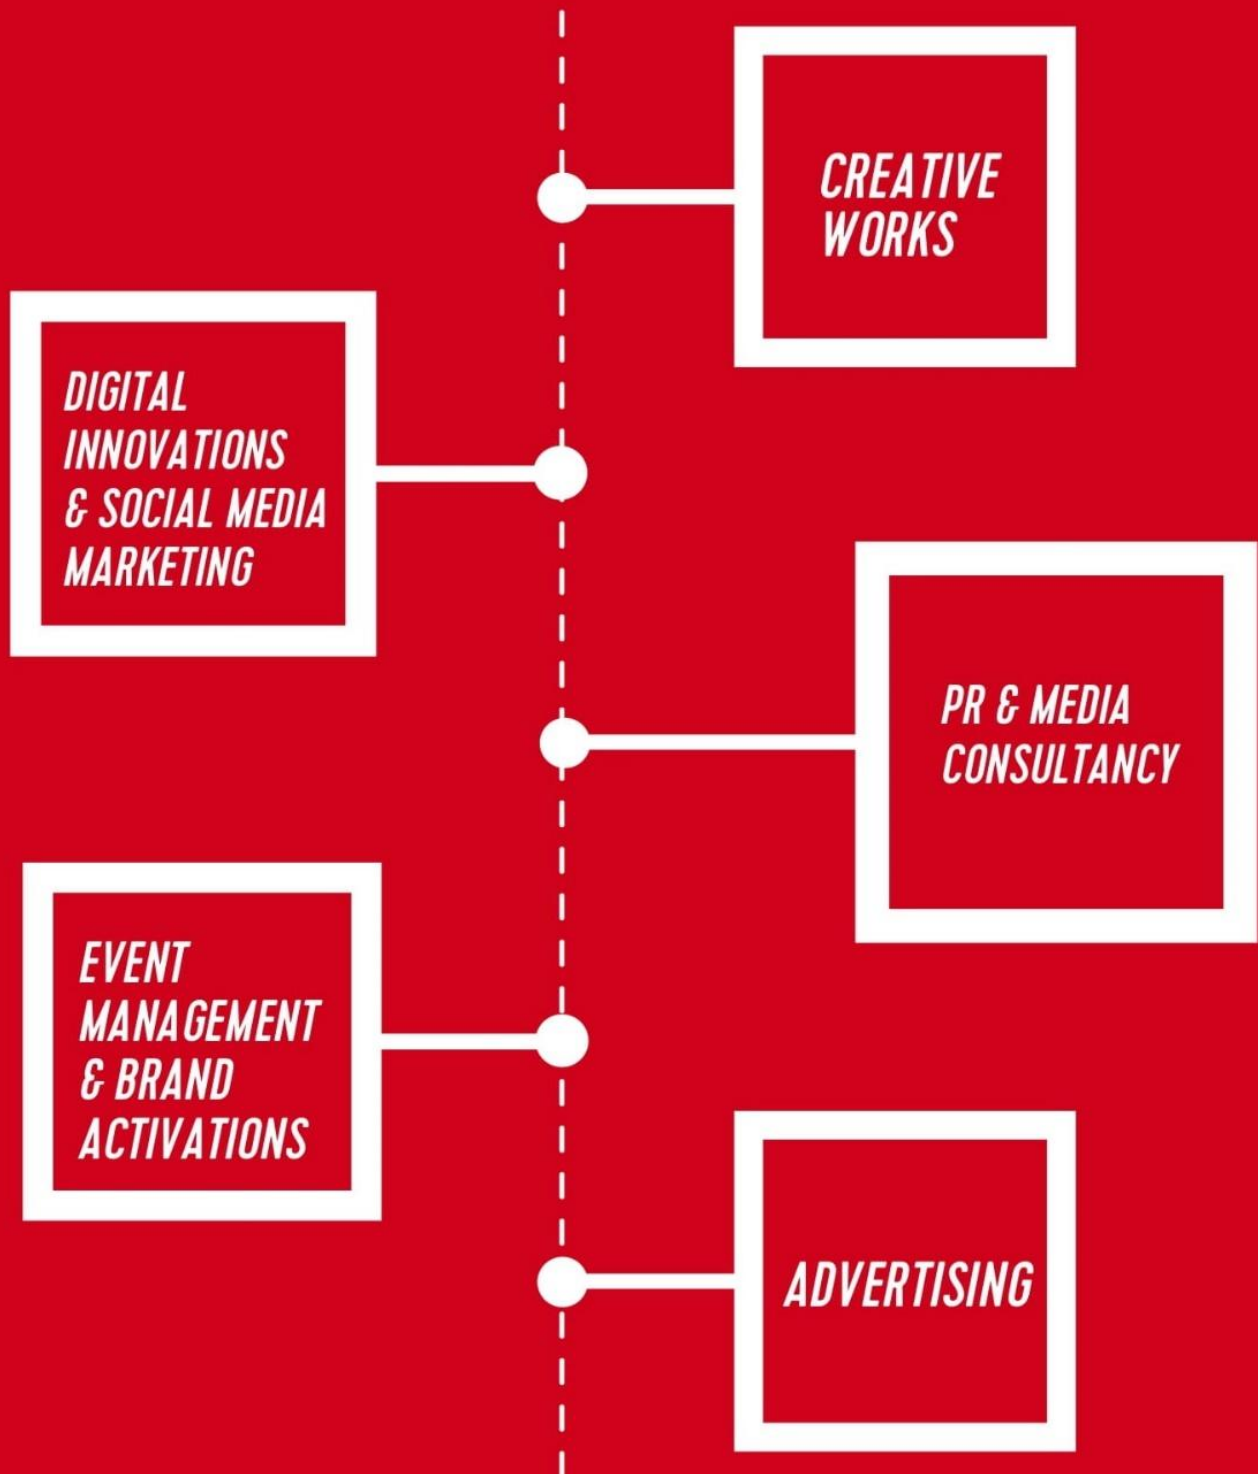 CREATIVE
WORKS
DIGITAL
INNOVATIONS
& SOCIAL MEDIA
MARKETING
PR & MEDIA
CONSULTANCY
EVENT
MANAGEMENT
& BRAND
ACTIVATIONS
ADVERTISING